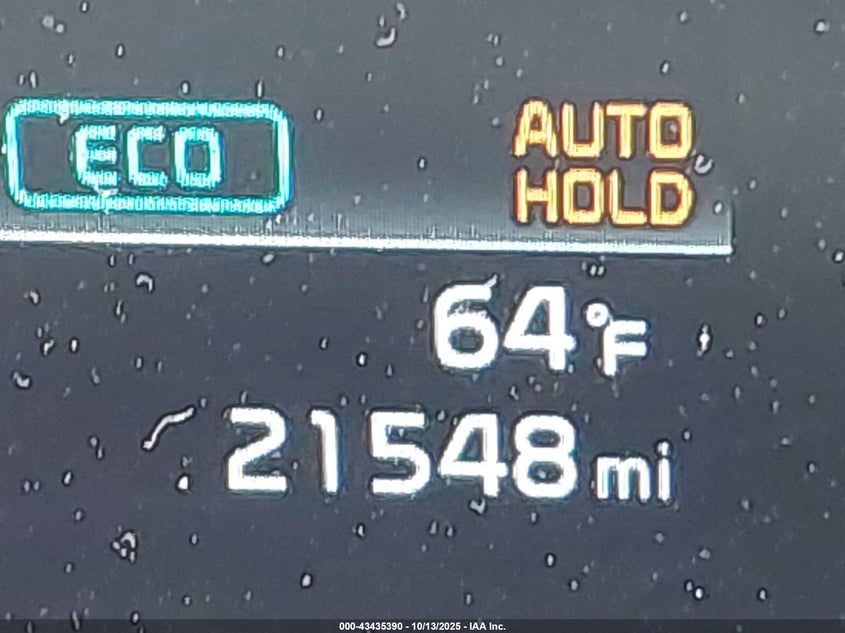 ECO
AUTO
HOLD
64°F
21548 mi
000-43435390 - 10/13/2025 - IAA Inc.